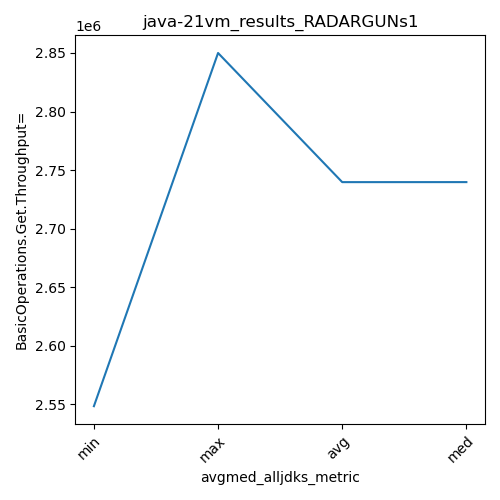 java-21vm_results_RADARGUNs1
1e6
2.85
2.80
2.75
2.70
2.65
2.60
2.55
BasicOperations.Get.Throughput=
min
max
avg
med
avgmed_alljdks_metric